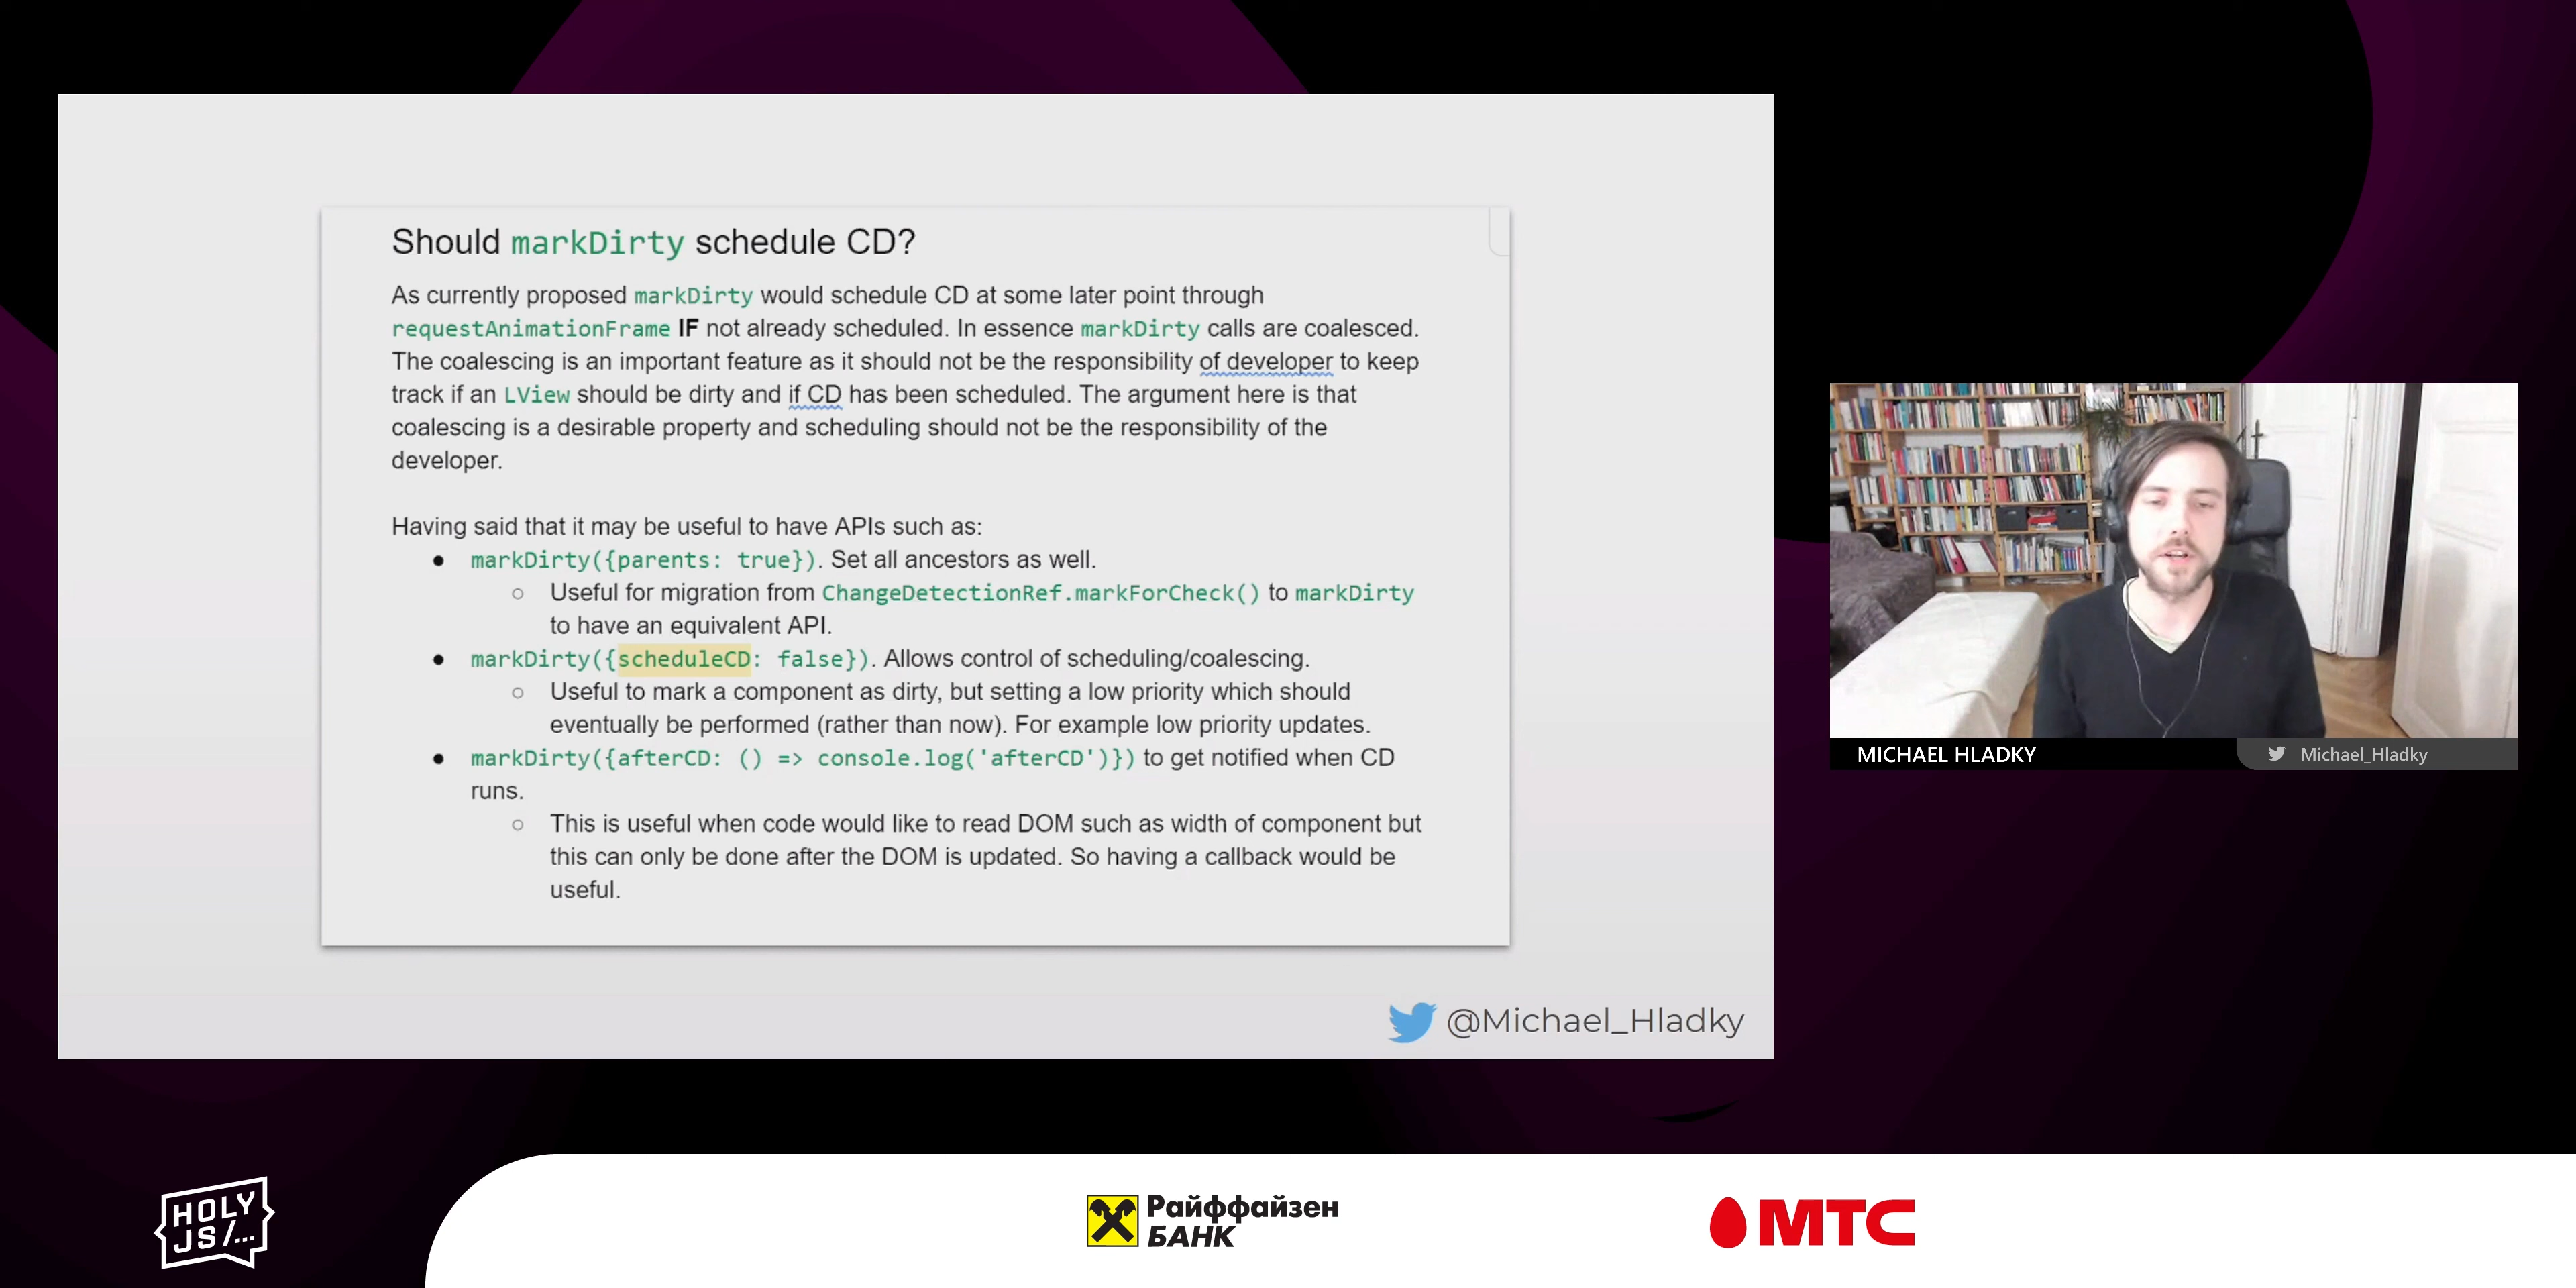 Should markDirty schedule CD?
As currently proposed markDirty would schedule CD at some later point through
requestAnimationFrame IF not already scheduled. In essence markDirty calls are coalesced.
The coalescing is an important feature as it should not be the responsibility of developer to keep
track if an LView should be dirty and if CD has been scheduled. The argument here is that
coalescing is a desirable property and scheduling should not be the responsibility of the
developer.
Having said that it may be useful to have APIs such as:
● markDirty({parents: true}). Set all ancestors as well.
○ Useful for migration from ChangeDetectionRef.markForCheck() to markDirty
to have an equivalent API.
● markDirty({scheduleCD: false}). Allows control of scheduling/coalescing.
○ Useful to mark a component as dirty, but setting a low priority which should
eventually be performed (rather than now). For example low priority updates.
● markDirty({afterCD: () => console.log('afterCD')}) to get notified when CD
runs.
○ This is useful when code would like to read DOM such as width of component but
this can only be done after the DOM is updated. So having a callback would be
useful.
@Michael_Hladky
MICHAEL HLADKY
Michael_Hladky
HOLY
JS/...
Райффайзен
БАНК
МТС